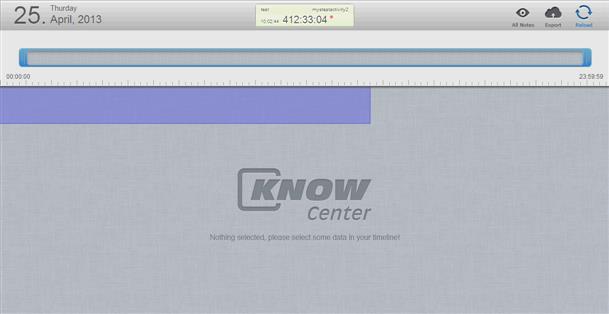 25.
Thursday
April, 2013
test
mytestactivity2
10:02:44
412:33:04 *
All Notes
Export
Reload
00:00:00
23:59:59
KNOW
Center
Nothing selected, please select some data in your timeline!